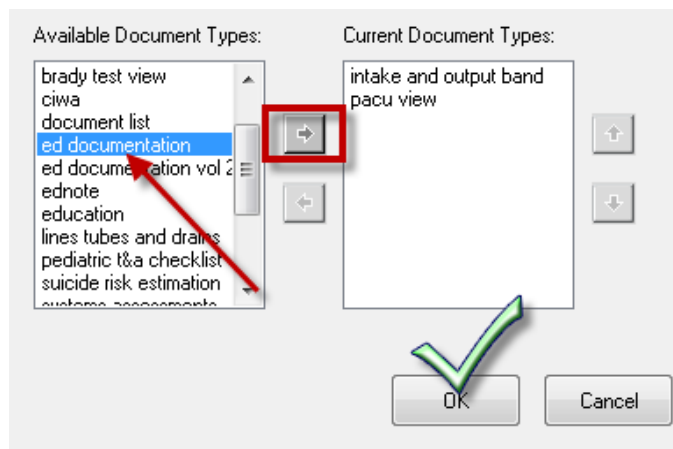 Available Document Types:
brady test view
ciwa
document list
ed documentation
ed documentation vol 2
ednote
education
lines tubes and drains
pediatric t&a checklist
suicide risk estimation
Current Document Types:
intake and output band
pacu view
OK
Cancel